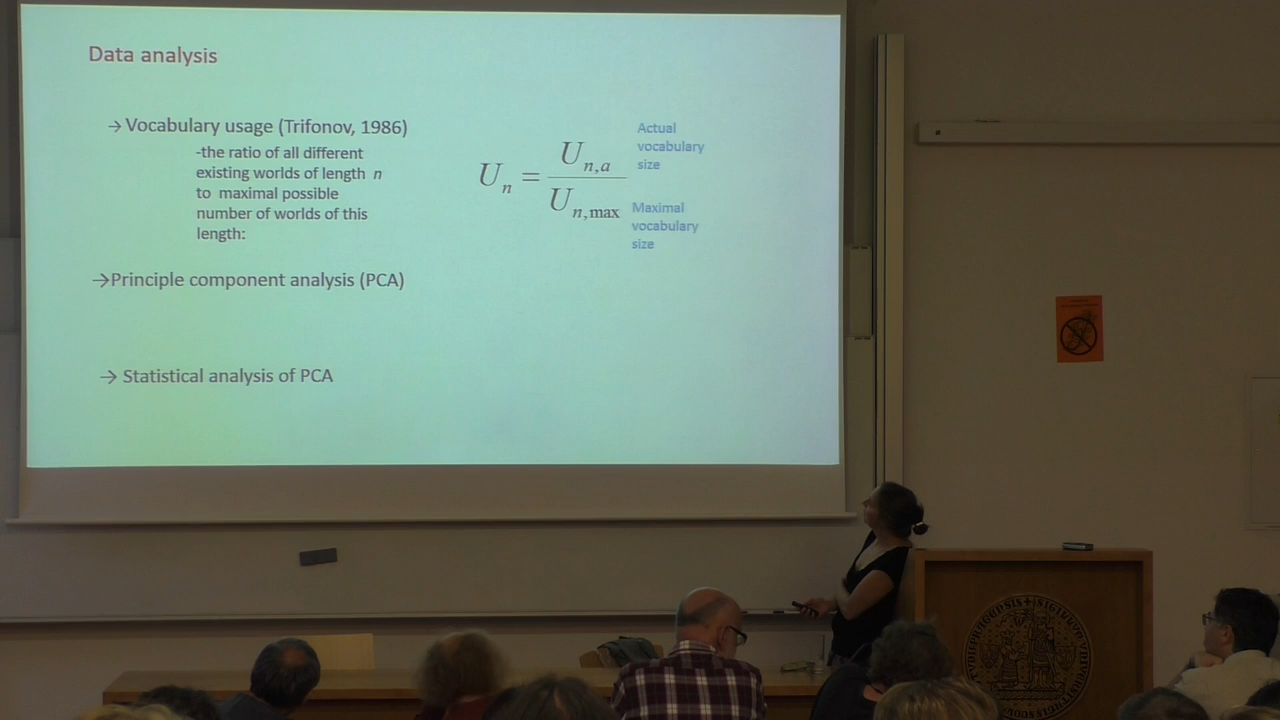 Data analysis
→ Vocabulary usage (Trifonov, 1986)
-the ratio of all different
existing worlds of length n
to maximal possible
number of worlds of this
length:
U_n = U_{n,a} / U_{n,max}
Actual
vocabulary
size
Maximal
vocabulary
size
→Principle component analysis (PCA)
→ Statistical analysis of PCA